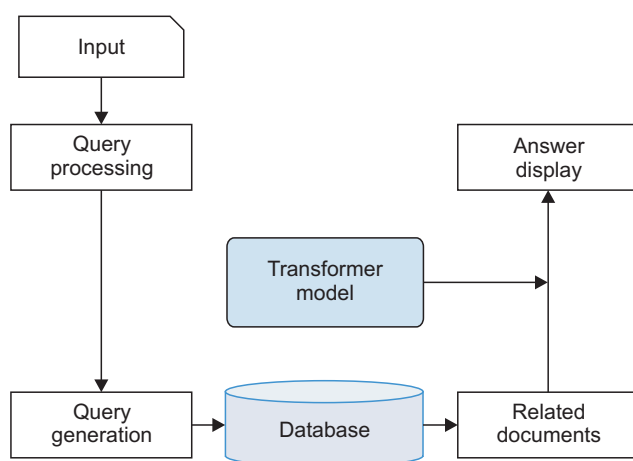 Input
Query
processing
Answer
display
Transformer
model
Query
generation
Database
Related
documents